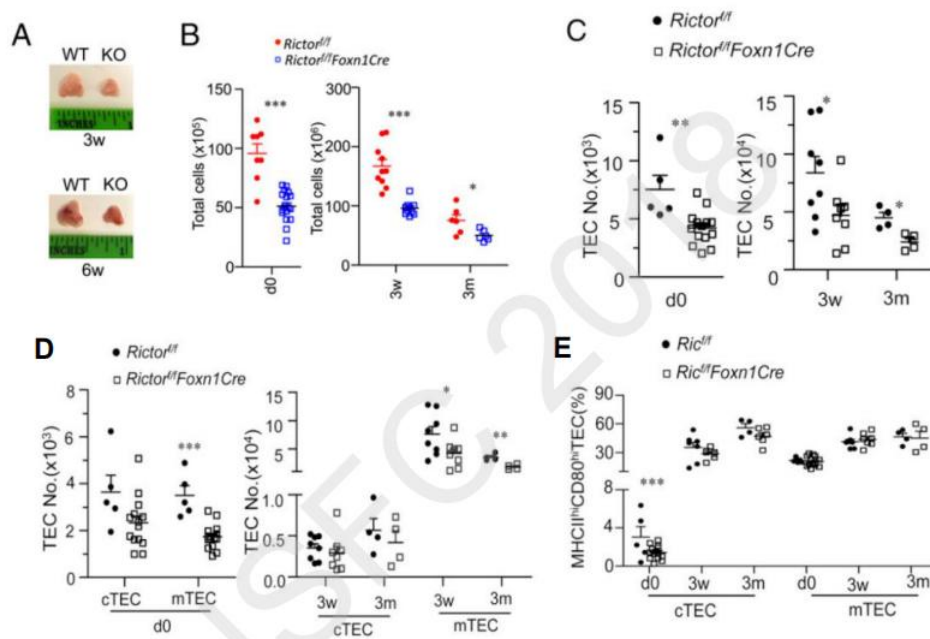 A
WT KO
INCHES
3w
WT KO
INCHES
6w
B
Rictorf/f
Rictorf/fFoxn1Cre
Total cells (x10⁵)
150
100
50
0
***
d0
Total cells (x10⁶)
300
200
100
0
***
*
3w
3m
C
Rictorf/f
Rictorf/fFoxn1Cre
TEC No.(x10³)
15
10
5
0
**
d0
TEC No.(x10⁴)
15
10
5
0
*
*
3w 3m
D
Rictorf/f
Rictorf/fFoxn1Cre
TEC No.(x10³)
8
6
4
2
0
***
cTEC mTEC
d0
TEC No.(x10⁴)
15
10
5
1.0
0.5
0.0
*
**
3w 3m 3w 3m
cTEC mTEC
E
Ricf/f
Ricf/fFoxn1Cre
MHCIIhiCD80hiTEC(%)
90
60
30
8
4
0
***
d0 3w 3m d0 3w 3m
cTEC mTEC
ISFC 2018